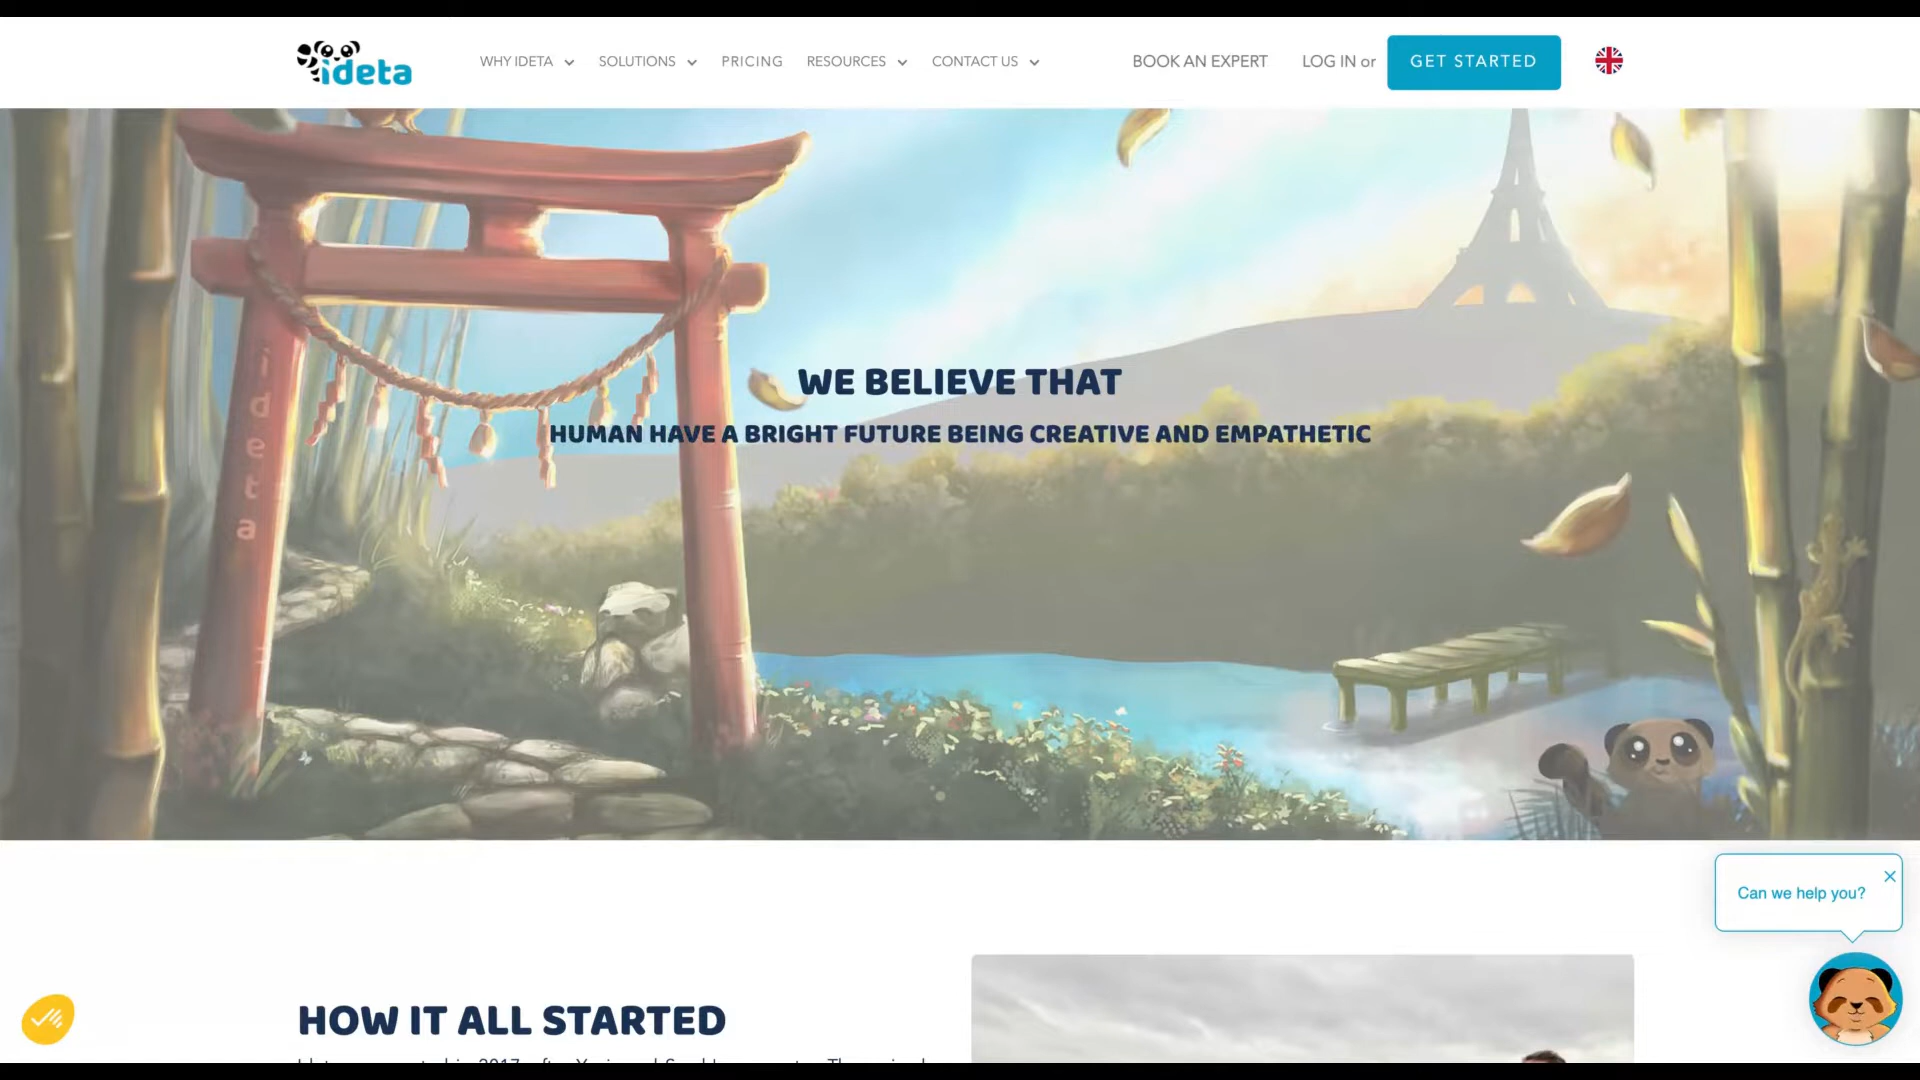 ideta
WHY IDETA
SOLUTIONS
PRICING
RESOURCES
CONTACT US
BOOK AN EXPERT
LOG IN or
GET STARTED
ideta
WE BELIEVE THAT
HUMAN HAVE A BRIGHT FUTURE BEING CREATIVE AND EMPATHETIC
Can we help you?
HOW IT ALL STARTED